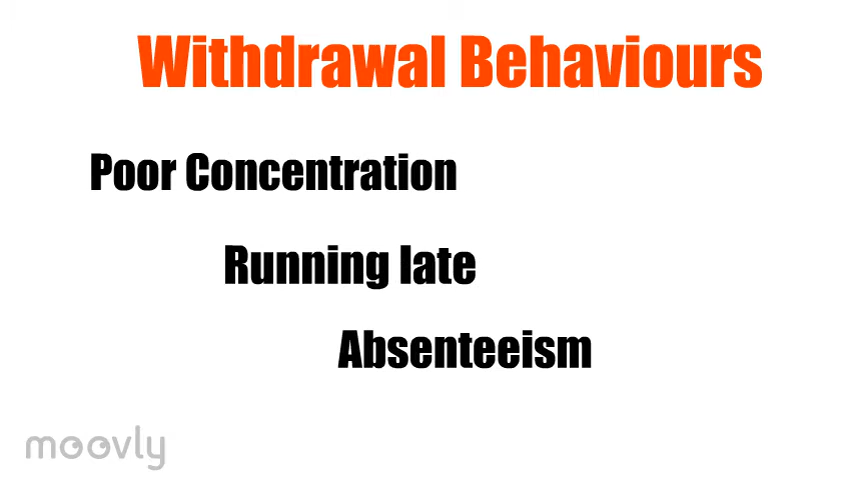 Withdrawal Behaviours
Poor Concentration
Running late
Absenteeism
moovly